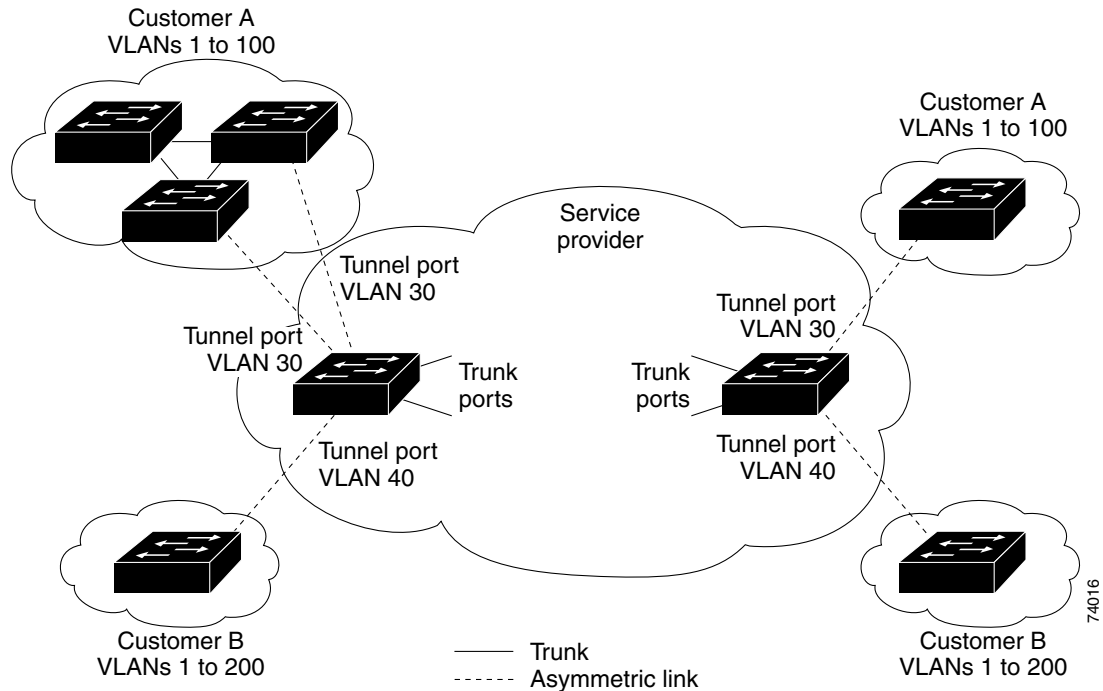 Customer A
VLANs 1 to 100
Customer A
VLANs 1 to 100
Service
provider
Tunnel port
VLAN 30
Tunnel port
VLAN 30
Tunnel port
VLAN 30
Trunk
ports
Trunk
ports
Tunnel port
VLAN 40
Tunnel port
VLAN 40
Customer B
VLANs 1 to 200
Customer B
VLANs 1 to 200
74016
Trunk
Asymmetric link